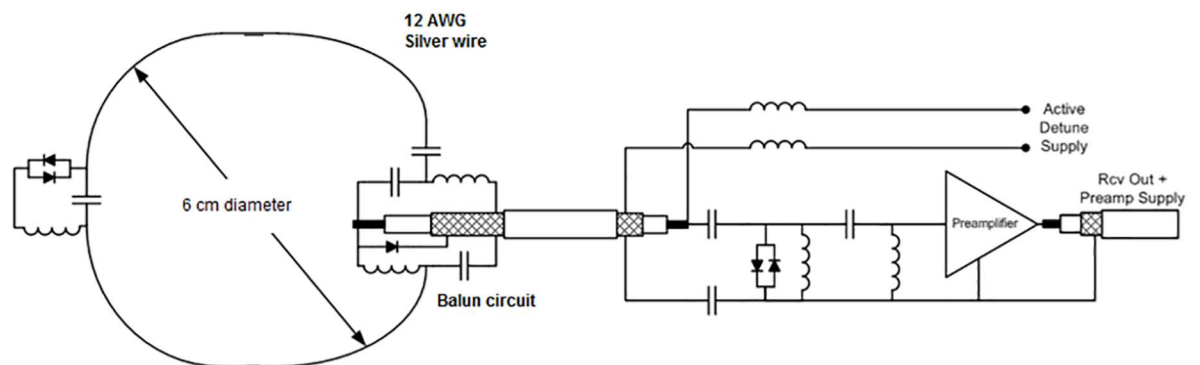 12 AWG
Silver wire
6 cm diameter
Balun circuit
Active
Detune
Supply
Preamplifier
Rcv Out +
Preamp Supply